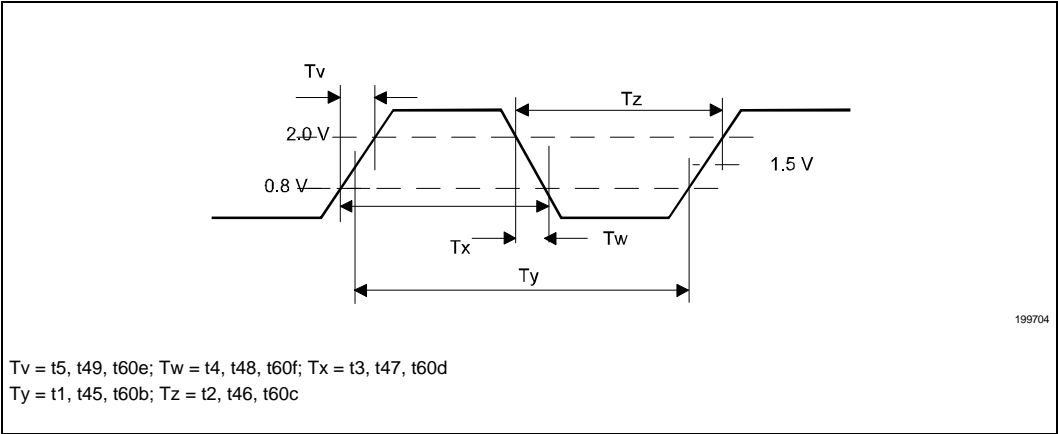 Tv
Tz
2.0 V
1.5 V
0.8 V
Tx
Tw
Ty
199704
Tv = t5, t49, t60e; Tw = t4, t48, t60f; Tx = t3, t47, t60d
Ty = t1, t45, t60b; Tz = t2, t46, t60c